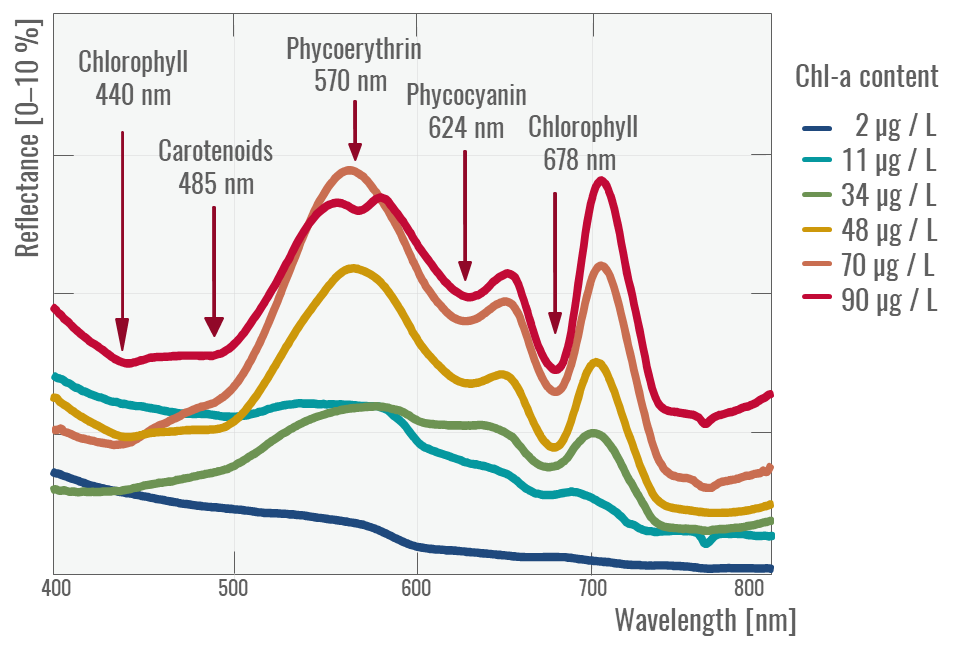 Reflectance [0–10 %]
Chlorophyll
440 nm
Carotenoids
485 nm
Phycoerythrin
570 nm
Phycocyanin
624 nm
Chlorophyll
678 nm
Chl-a content
2 µg / L
11 µg / L
34 µg / L
48 µg / L
70 µg / L
90 µg / L
400 500 600 700 800
Wavelength [nm]